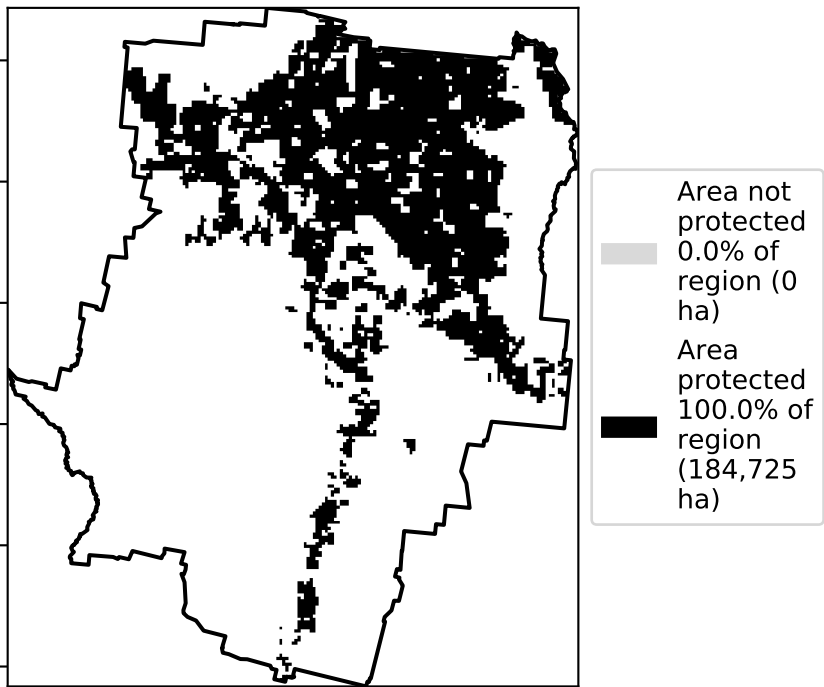 Area not
protected
0.0% of
region (0
ha)
Area
protected
100.0% of
region
(184,725
ha)